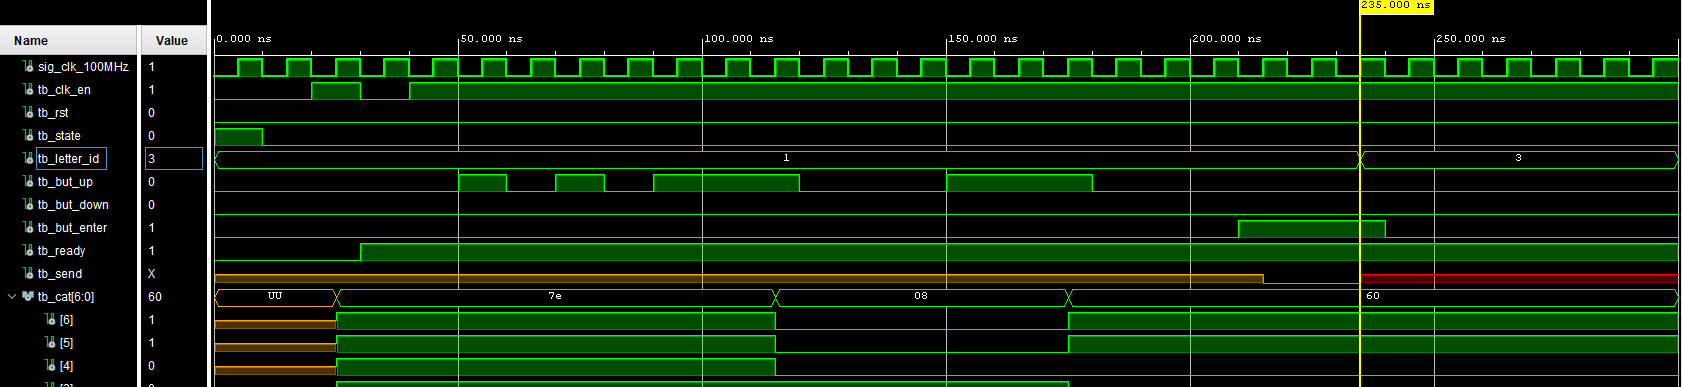 235.000 ns
Name Value 0.000 ns 50.000 ns 100.000 ns 150.000 ns 200.000 ns 250.000 ns
sig_clk_100MHz 1
tb_clk_en 1
tb_rst 0
tb_state 0
tb_letter_id 3 1 3
tb_but_up 0
tb_but_down 0
tb_but_enter 1
tb_ready 1
tb_send X
tb_cat[6:0] 60 UU 7e 08 60
[6] 1
[5] 1
[4] 0